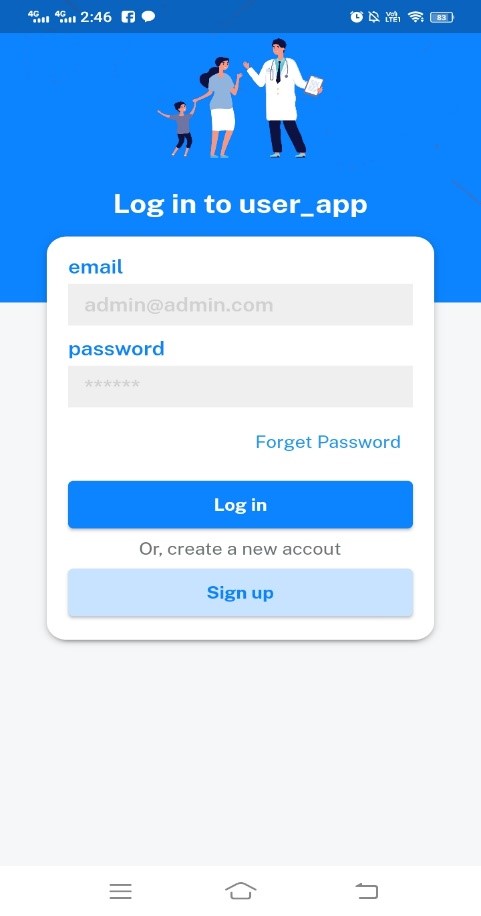 4G 4G 2:46 VoI LTE1 83
Log in to user_app
email
admin@admin.com
password
******
Forget Password
Log in
Or, create a new accout
Sign up